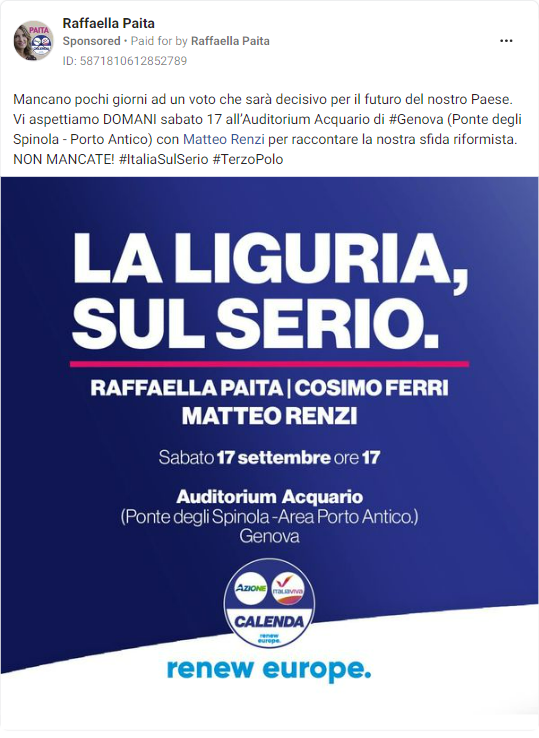 Raffaella Paita
Sponsored • Paid for by Raffaella Paita
ID: 5871810612852789
Mancano pochi giorni ad un voto che sarà decisivo per il futuro del nostro Paese.
Vi aspettiamo DOMANI sabato 17 all'Auditorium Acquario di #Genova (Ponte degli
Spinola - Porto Antico) con Matteo Renzi per raccontare la nostra sfida riformista.
NON MANCATE! #ItaliaSulSerio #TerzoPolo
LA LIGURIA,
SUL SERIO.
RAFFAELLA PAITA | COSIMO FERRI
MATTEO RENZI
Sabato 17 settembre ore 17
Auditorium Acquario
(Ponte degli Spinola -Area Porto Antico.)
Genova
AZIONE ITALIA VIVA
CALENDA
renew
europe.
renew europe.